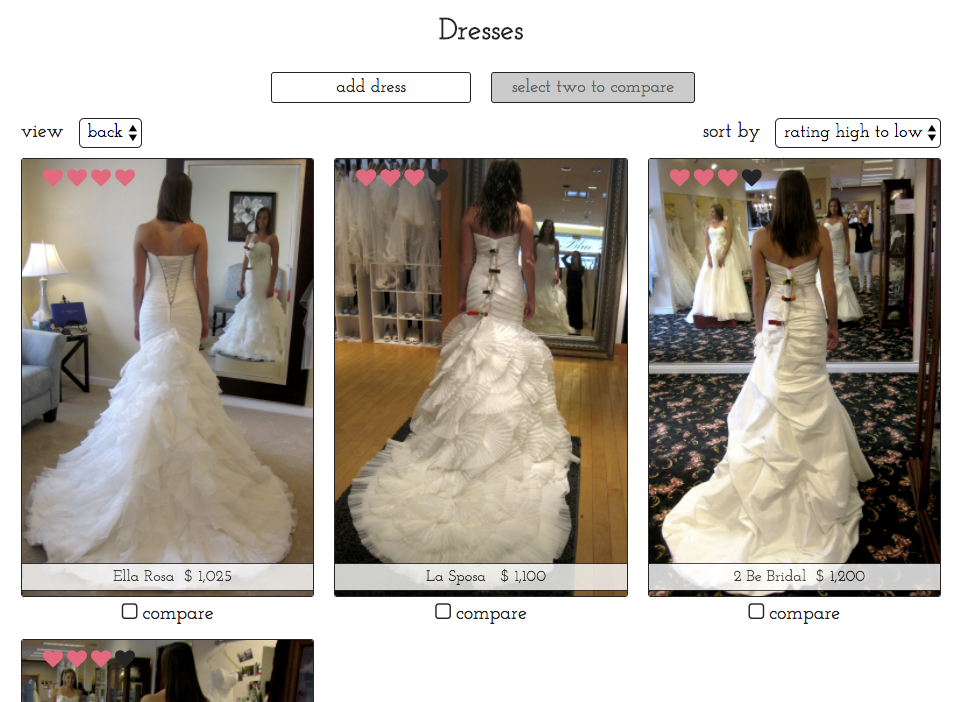 Dresses
add dress
select two to compare
view back
sort by rating high to low
Ella Rosa $ 1,025
La Sposa $ 1,100
2 Be Bridal $ 1,200
compare
compare
compare